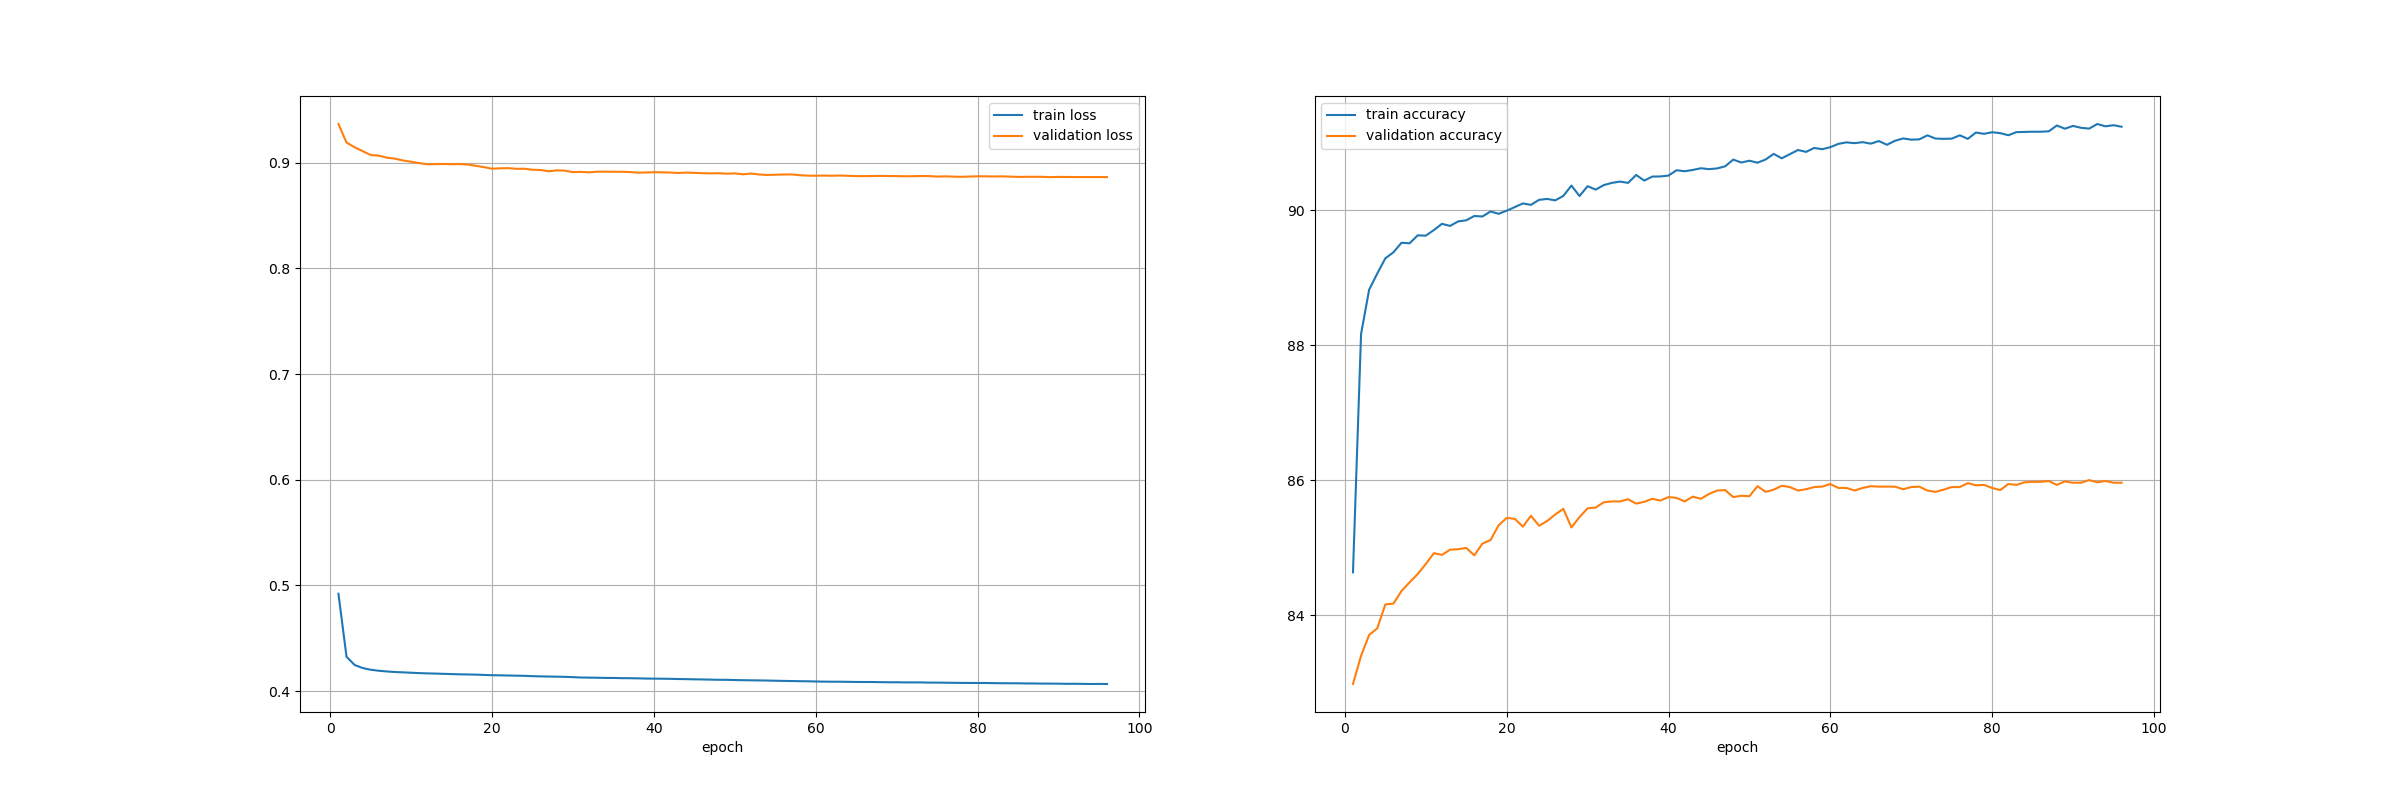 train loss
validation loss
0.9
0.8
0.7
0.6
0.5
0.4
0 20 40 60 80 100
epoch
train accuracy
validation accuracy
90
88
86
84
0 20 40 60 80 100
epoch